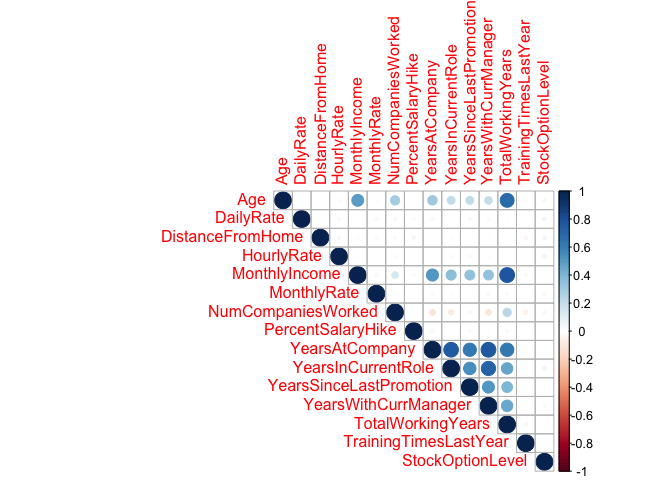 Age
DailyRate
DistanceFromHome
HourlyRate
MonthlyIncome
MonthlyRate
NumCompaniesWorked
PercentSalaryHike
YearsAtCompany
YearsInCurrentRole
YearsSinceLastPromotion
YearsWithCurrManager
TotalWorkingYears
TrainingTimesLastYear
StockOptionLevel
Age
DailyRate
DistanceFromHome
HourlyRate
MonthlyIncome
MonthlyRate
NumCompaniesWorked
PercentSalaryHike
YearsAtCompany
YearsInCurrentRole
YearsSinceLastPromotion
YearsWithCurrManager
TotalWorkingYears
TrainingTimesLastYear
StockOptionLevel
1
0.8
0.6
0.4
0.2
0
-0.2
-0.4
-0.6
-0.8
-1